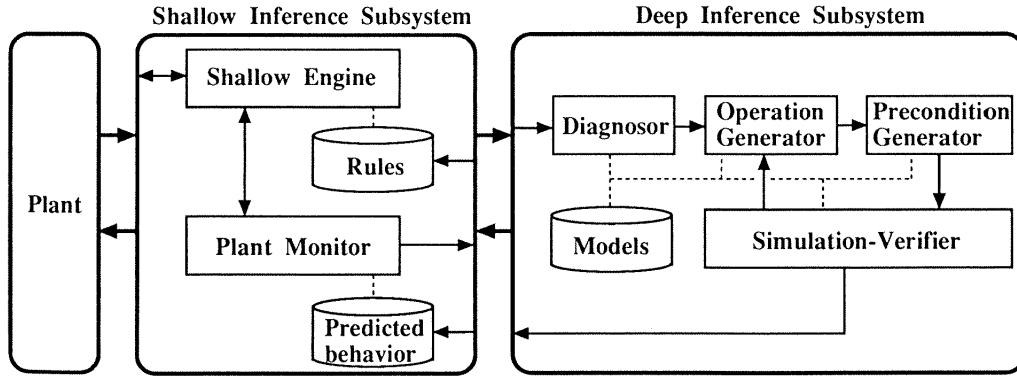 Shallow Inference Subsystem
Deep Inference Subsystem
Plant
Shallow Engine
Rules
Plant Monitor
Predicted
behavior
Diagnosor
Operation
Generator
Precondition
Generator
Models
Simulation-Verifier